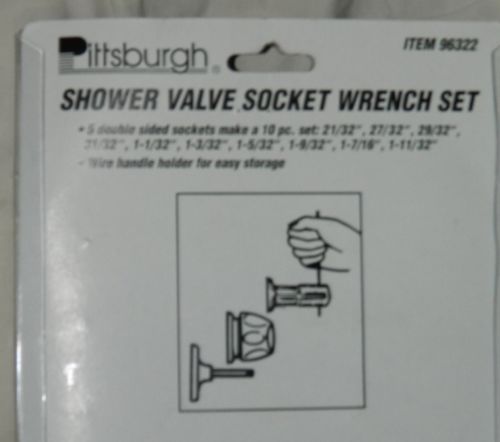 Pittsburgh®
ITEM 96322
SHOWER VALVE SOCKET WRENCH SET
• 5 double sided sockets make a 10 pc. set: 21/32", 27/32", 29/32",
31/32", 1-1/32", 1-3/32", 1-5/32", 1-9/32", 1-7/16", 1-11/32"
- Wire handle holder for easy storage